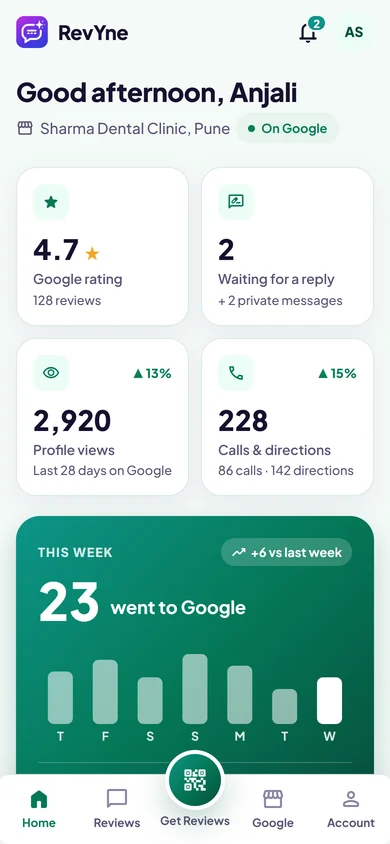 RevYne
2
AS
Good afternoon, Anjali
Sharma Dental Clinic, Pune
On Google
4.7 ★
Google rating
128 reviews
2
Waiting for a reply
+ 2 private messages
▲ 13%
2,920
Profile views
Last 28 days on Google
▲ 15%
228
Calls & directions
86 calls · 142 directions
THIS WEEK
+6 vs last week
23 went to Google
T F S S M T W
Home
Reviews
Get Reviews
Google
Account